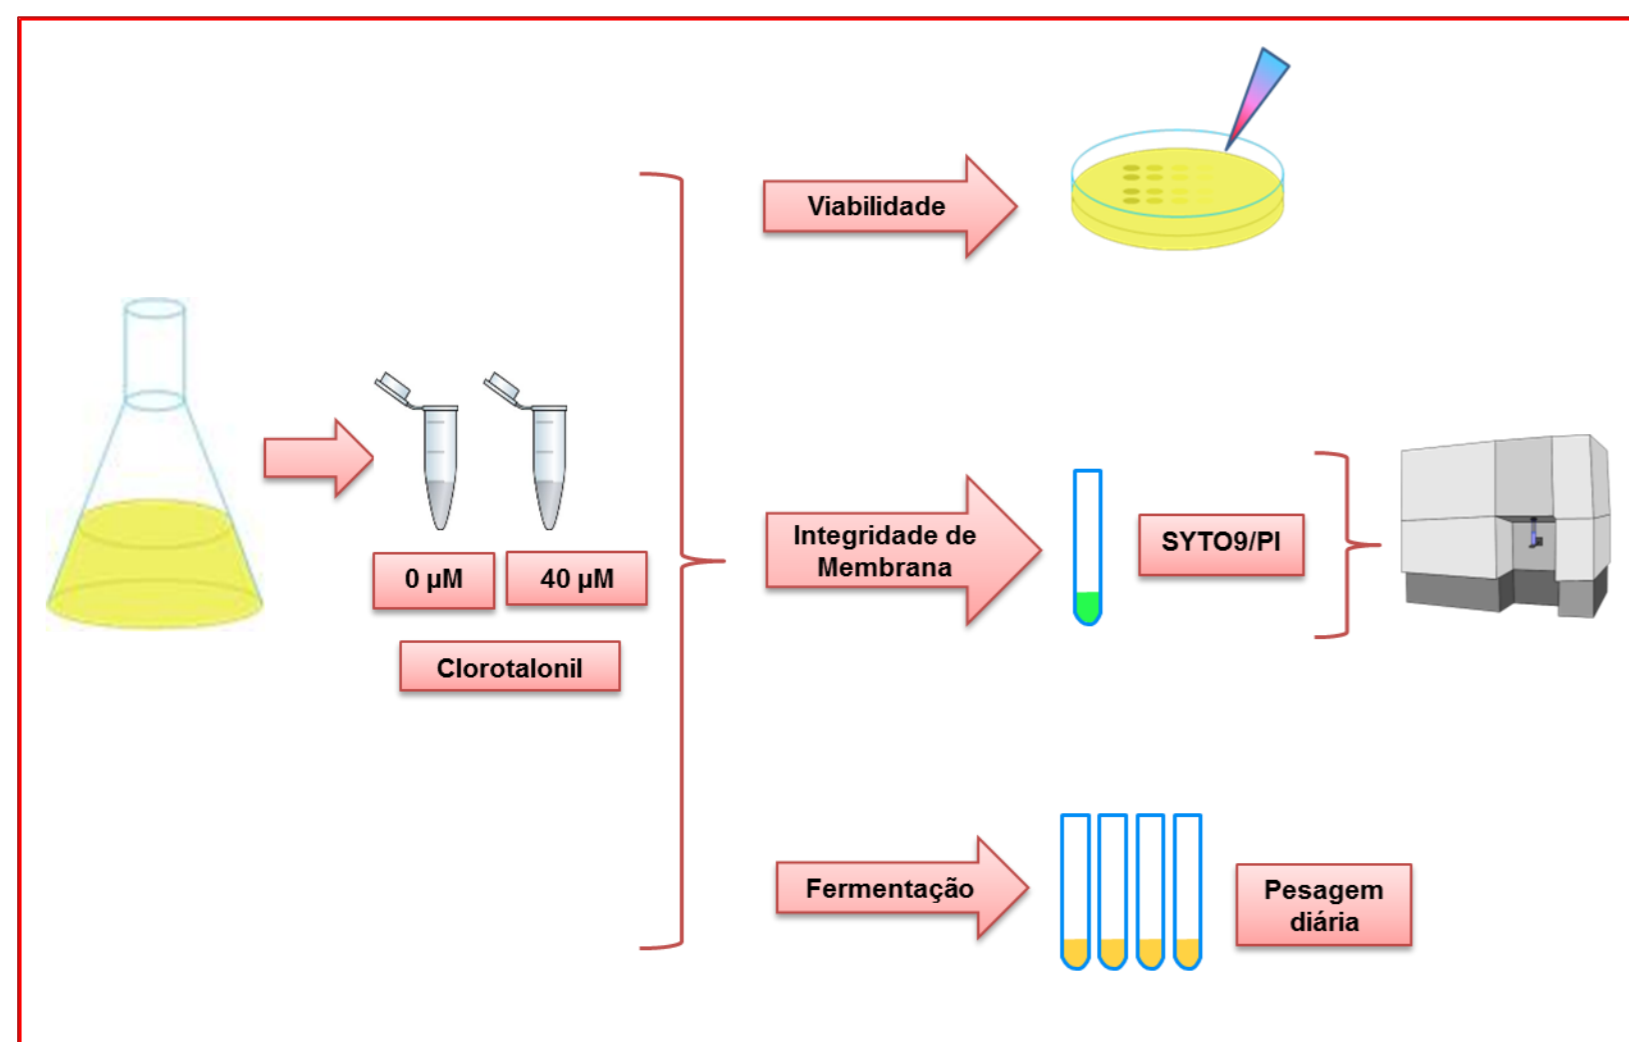 Viabilidade
0 µM
40 µM
Clorotalonil
Integridade de
Membrana
SYTO9/PI
Fermentação
Pesagem
diária